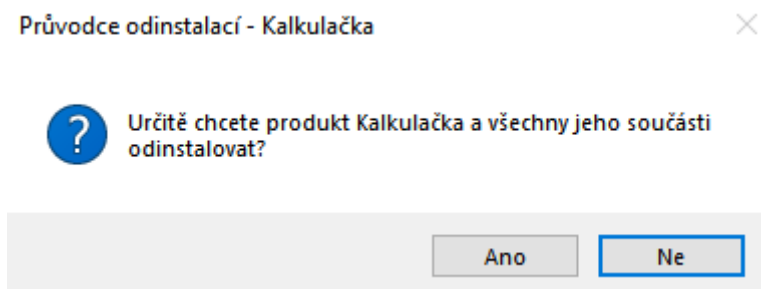 Průvodce odinstalací - Kalkulačka
Určitě chcete produkt Kalkulačka a všechny jeho součásti
odinstalovat?
Ano
Ne